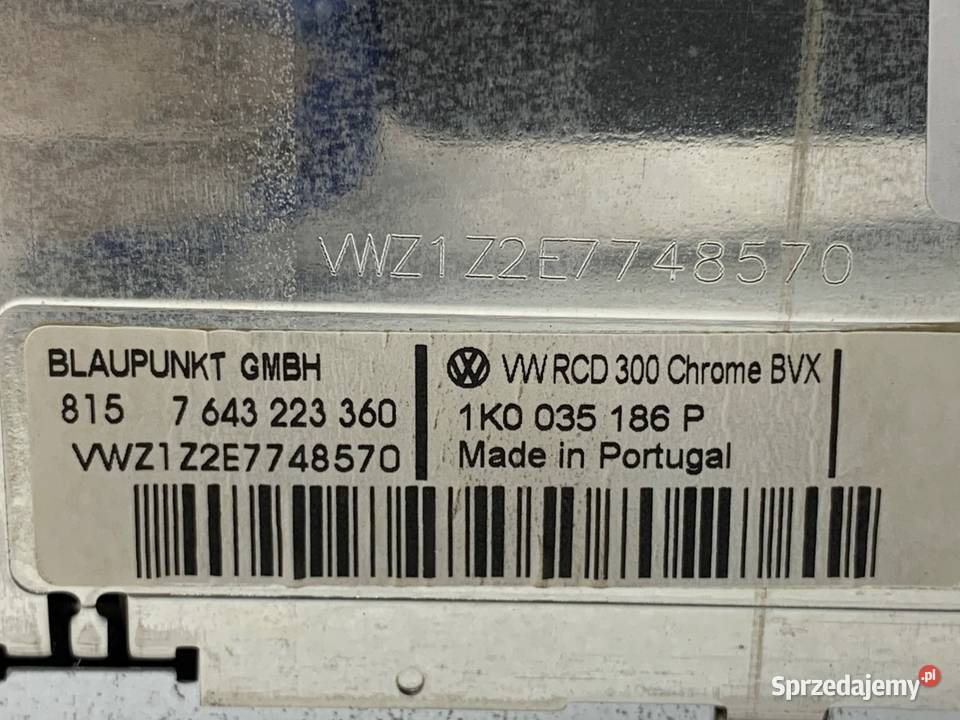 VWZ1Z2E7748570
BLAUPUNKT GMBH
815 7 643 223 360
VWZ1Z2E7748570
VW RCD 300 Chrome BVX
1K0 035 186 P
Made in Portugal
Sprzedajemy.pl